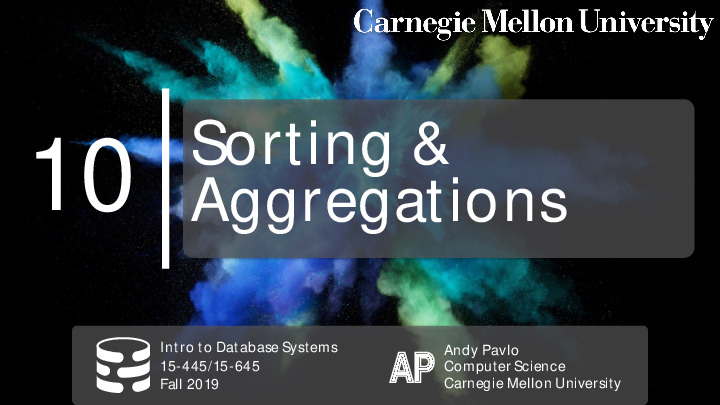 Carnegie Mellon University
10
Sorting &
Aggregations
Intro to Database Systems
15-445/15-645
Fall 2019
AP
Andy Pavlo
Computer Science
Carnegie Mellon University